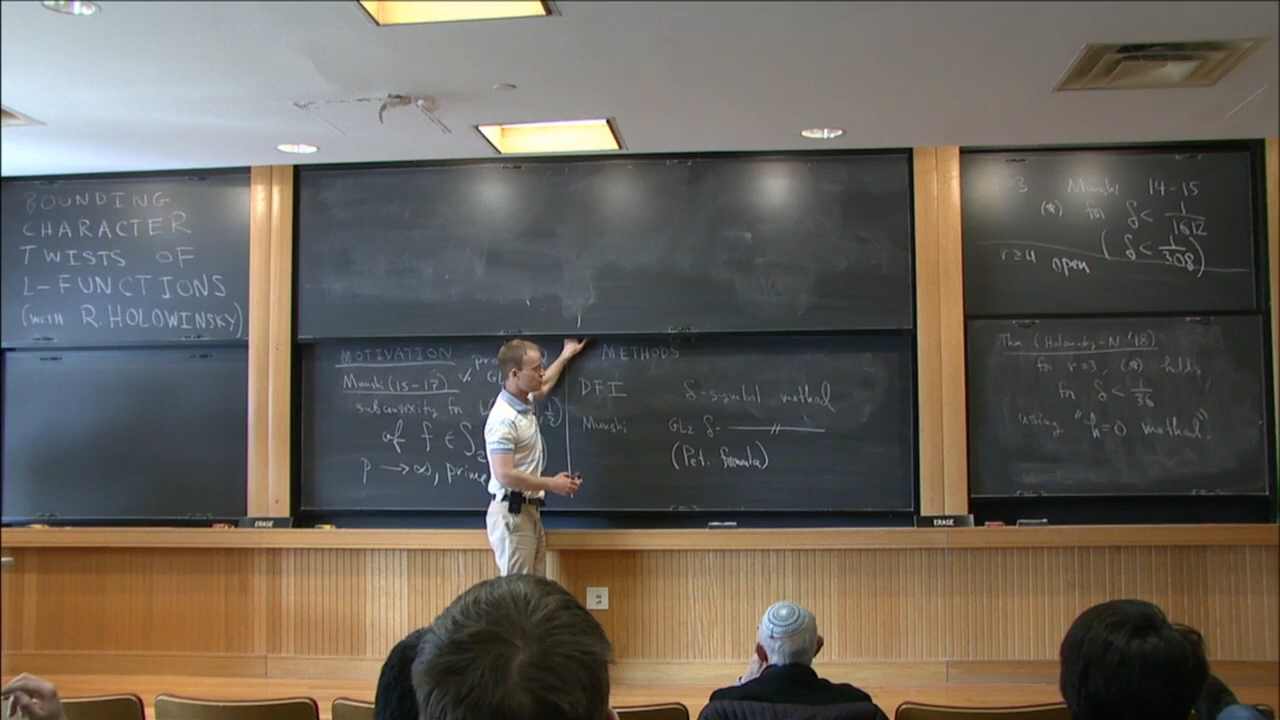 BOUNDING
CHARACTER
TWISTS OF
L-FUNCTIONS
(WITH R. HOLOWINSKY)
MOTIVATION
Munshi (15-17)
subconvexity for
of f ∈ S₂
p → ∞, prime
METHODS
DFI δ-symbol method
Munshi GL₂ δ- —//—
(Pet. formula)
=3 Munshi 14-15
(*) for δ < 1/1612
(δ < 1/308)
r≥4 open
Thm (Holowinsky-N '18)
for r=3, (*) holds
for δ < 1/36
using "h=0 method."
ERASE
ERASE